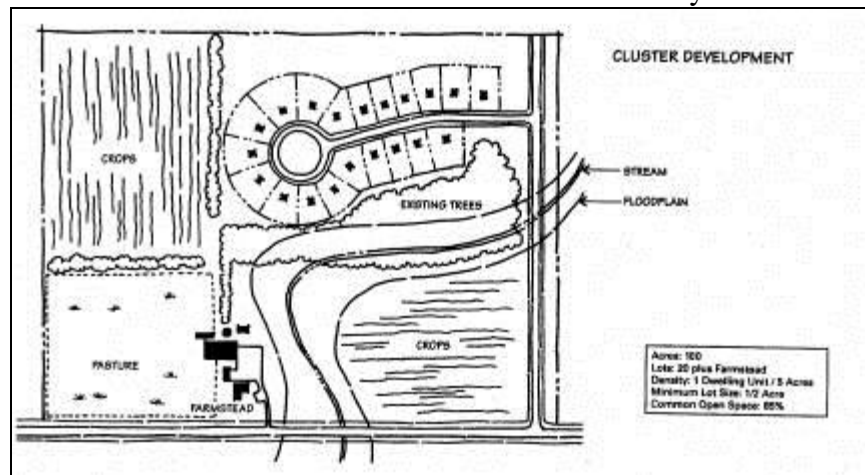 CLUSTER DEVELOPMENT
CROPS
STREAM
EXISTING TREES
FLOODPLAIN
PASTURE
CROPS
FARMSTEAD
Acres: 100
Lots: 20 plus Farmstead
Density: 1 Dwelling Unit / 5 Acres
Minimum Lot Size: 1/2 Acre
Common Open Space: 85%